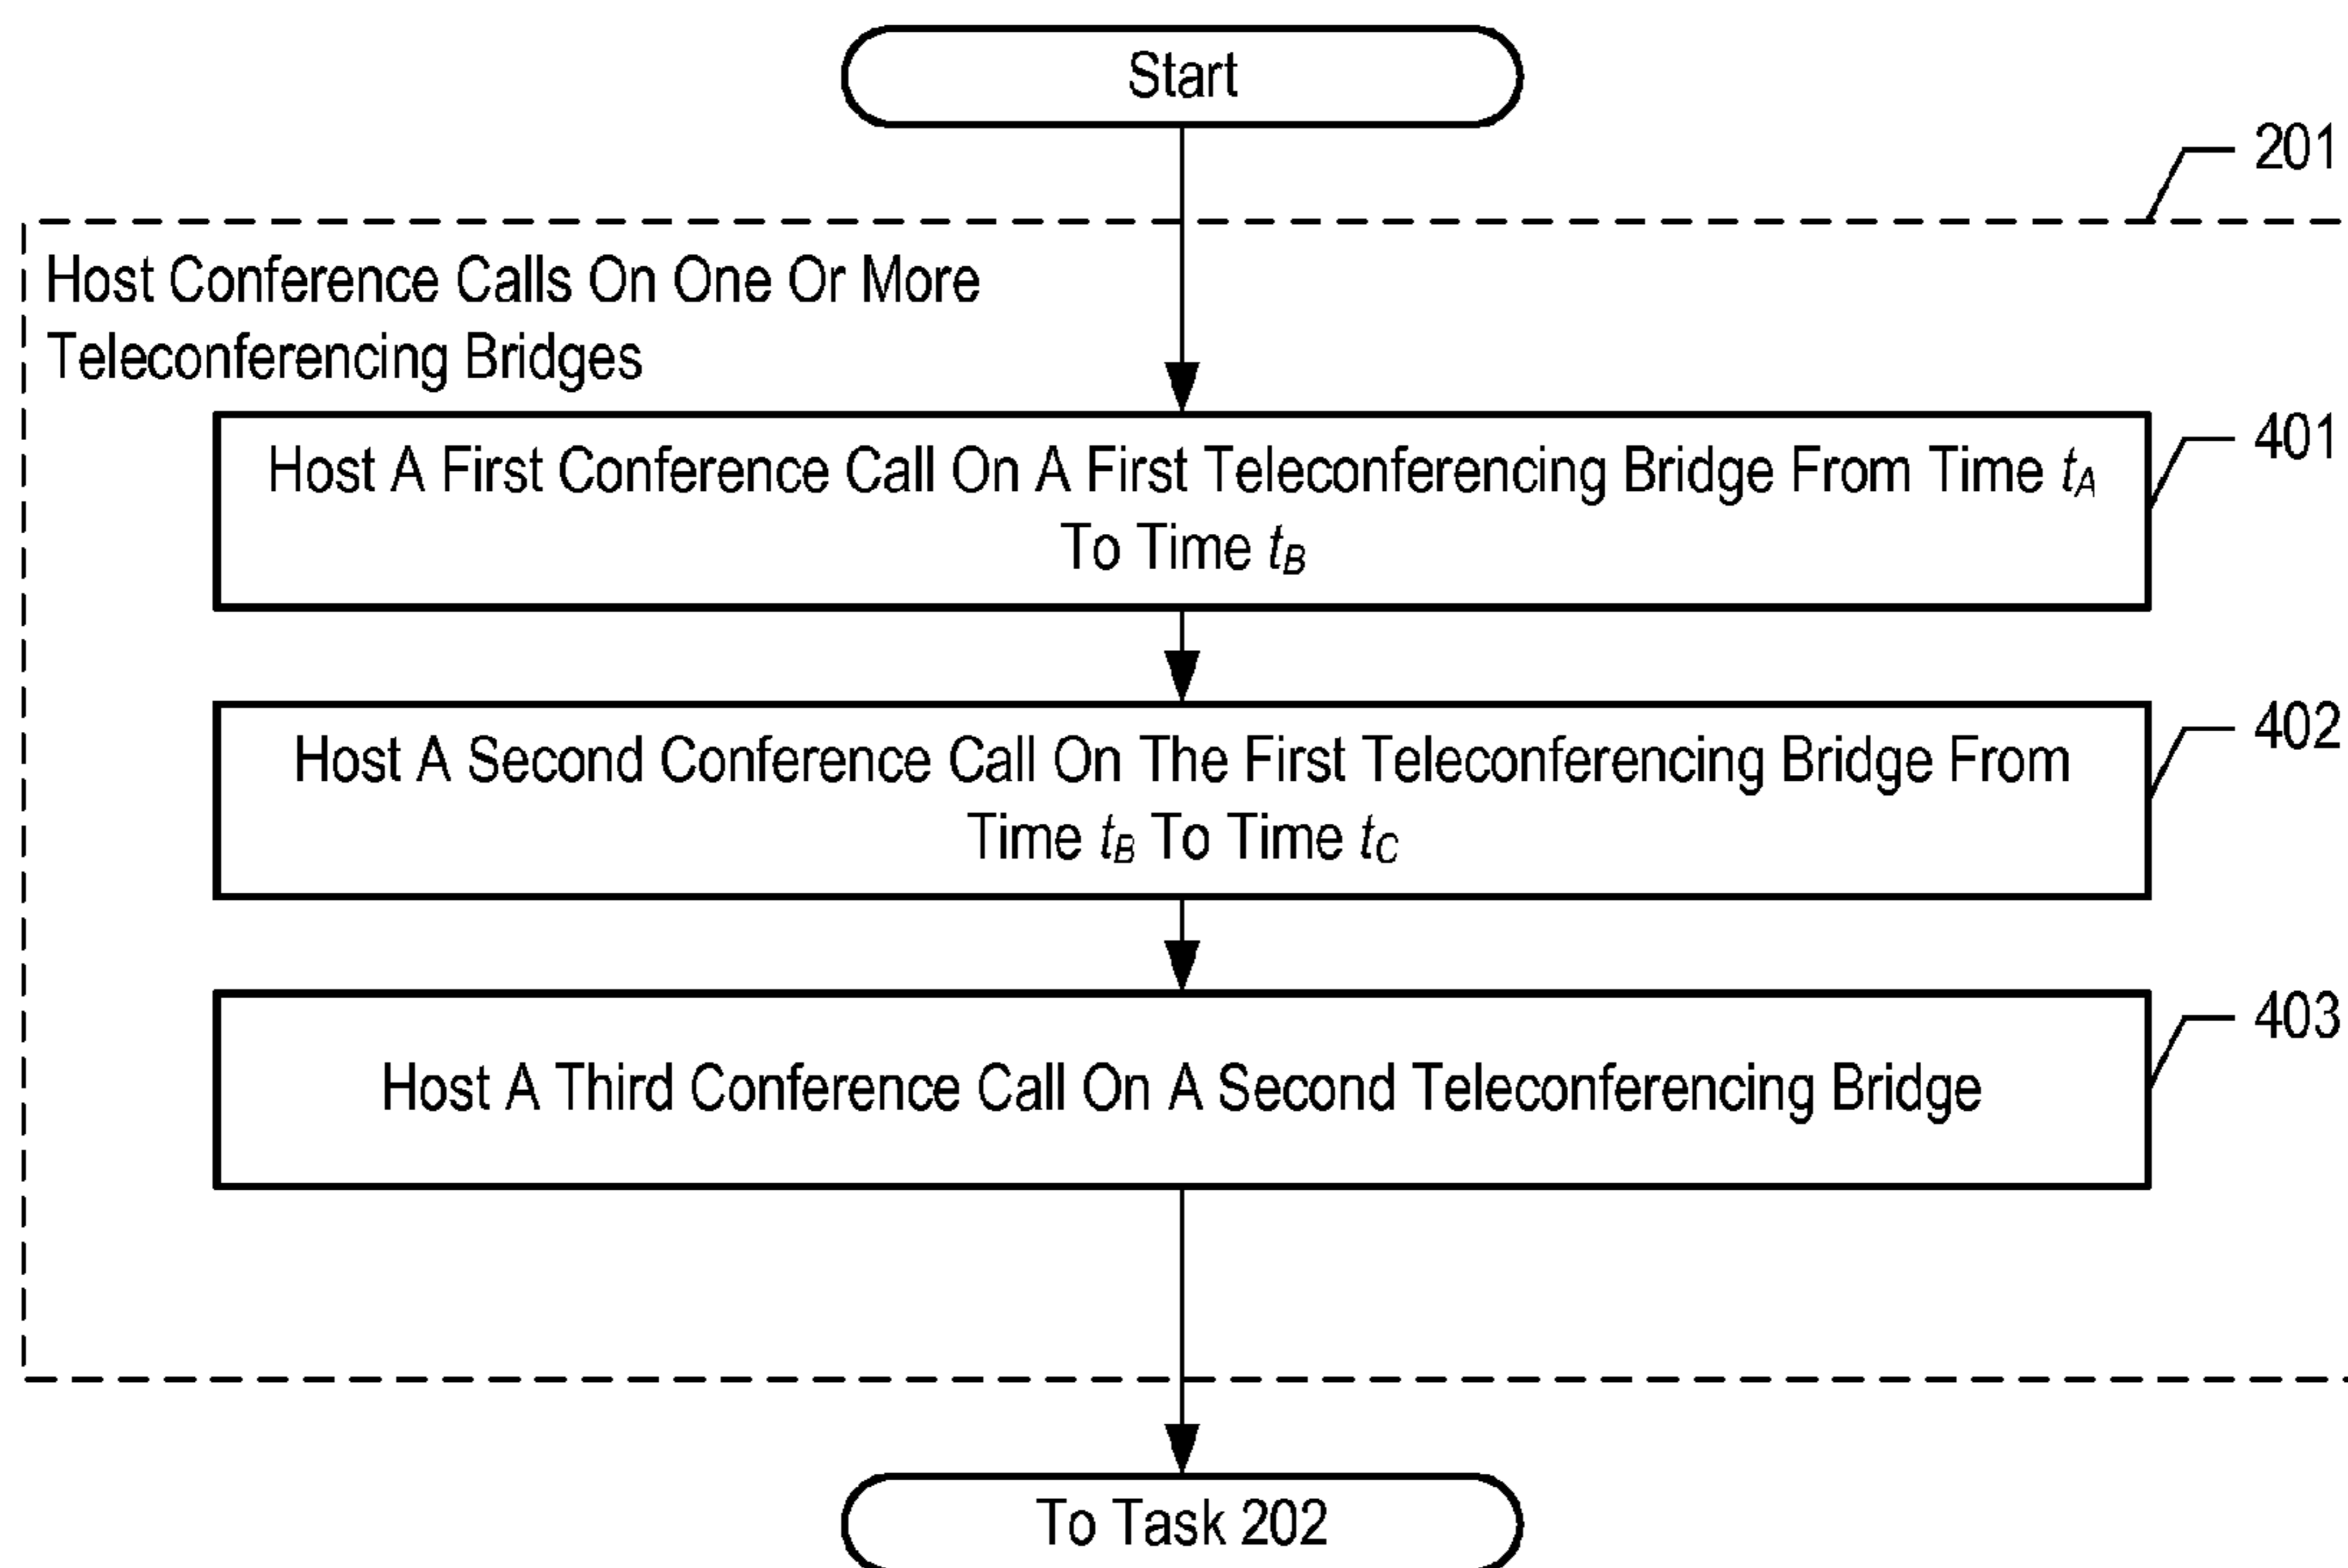 Start
201
Host Conference Calls On One Or More
Teleconferencing Bridges
Host A First Conference Call On A First Teleconferencing Bridge From Time tA
To Time tB
401
Host A Second Conference Call On The First Teleconferencing Bridge From
Time tB To Time tC
402
Host A Third Conference Call On A Second Teleconferencing Bridge
403
To Task 202